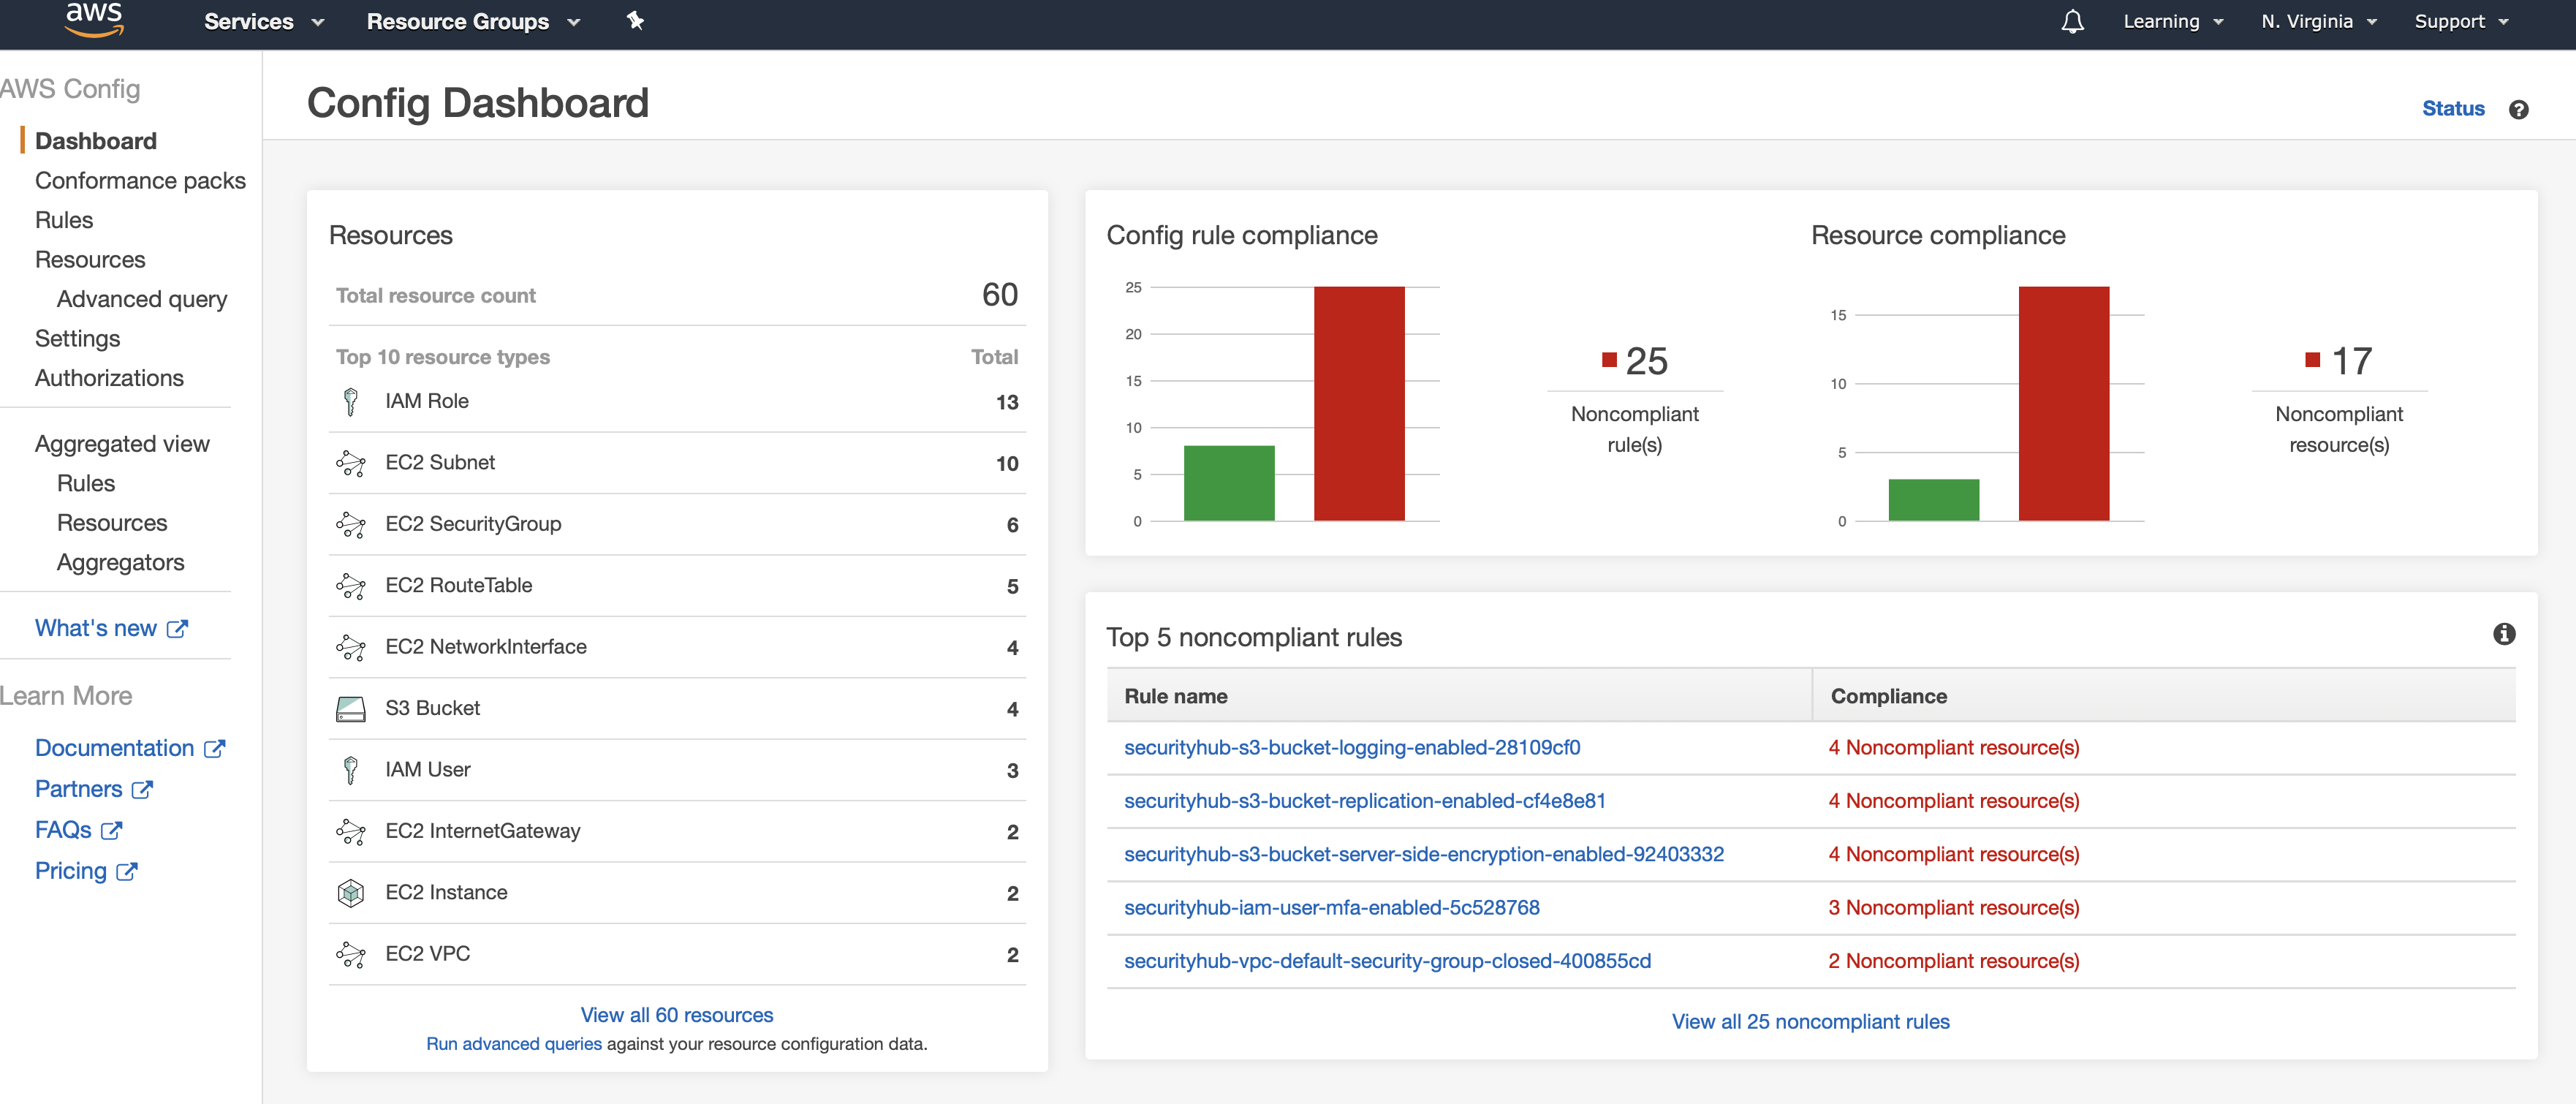 aws
Services
Resource Groups
Learning
N. Virginia
Support
AWS Config
Dashboard
Conformance packs
Rules
Resources
Advanced query
Settings
Authorizations
Aggregated view
Rules
Resources
Aggregators
What's new
Learn More
Documentation
Partners
FAQs
Pricing
Config Dashboard
Status ?
Resources
Total resource count 60
Top 10 resource types Total
IAM Role 13
EC2 Subnet 10
EC2 SecurityGroup 6
EC2 RouteTable 5
EC2 NetworkInterface 4
S3 Bucket 4
IAM User 3
EC2 InternetGateway 2
EC2 Instance 2
EC2 VPC 2
View all 60 resources
Run advanced queries against your resource configuration data.
Config rule compliance
25
20
15
10
5
0
25
Noncompliant
rule(s)
Resource compliance
15
10
5
0
17
Noncompliant
resource(s)
Top 5 noncompliant rules
i
Rule name Compliance
securityhub-s3-bucket-logging-enabled-28109cf0 4 Noncompliant resource(s)
securityhub-s3-bucket-replication-enabled-cf4e8e81 4 Noncompliant resource(s)
securityhub-s3-bucket-server-side-encryption-enabled-92403332 4 Noncompliant resource(s)
securityhub-iam-user-mfa-enabled-5c528768 3 Noncompliant resource(s)
securityhub-vpc-default-security-group-closed-400855cd 2 Noncompliant resource(s)
View all 25 noncompliant rules